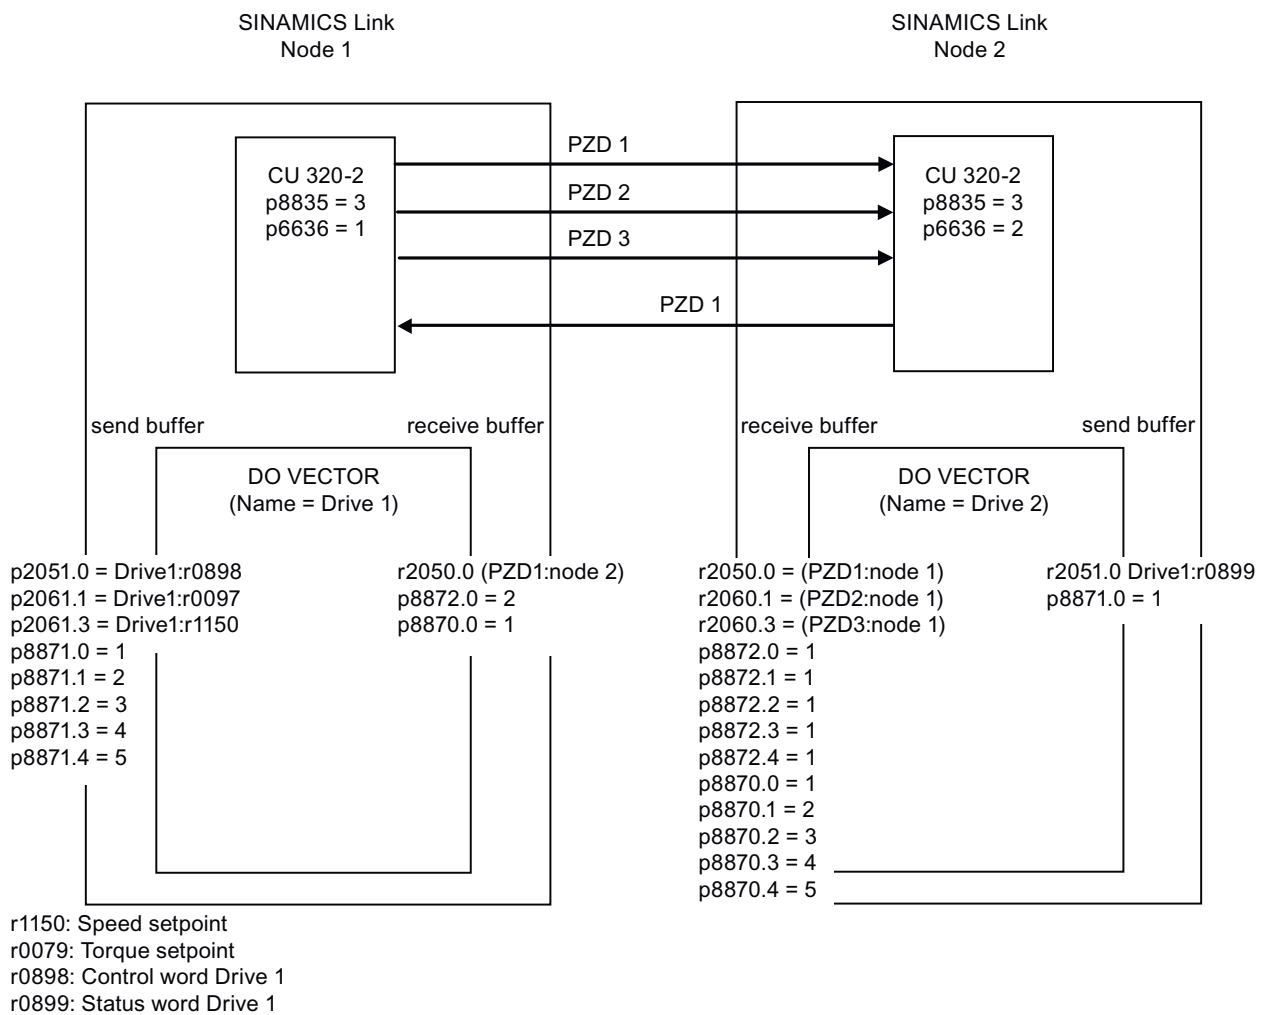 SINAMICS Link
Node 1
SINAMICS Link
Node 2
CU 320-2
p8835 = 3
p6636 = 1
PZD 1
PZD 2
PZD 3
PZD 1
CU 320-2
p8835 = 3
p6636 = 2
send buffer
receive buffer
receive buffer
send buffer
DO VECTOR
(Name = Drive 1)
DO VECTOR
(Name = Drive 2)
p2051.0 = Drive1:r0898
p2061.1 = Drive1:r0097
p2061.3 = Drive1:r1150
p8871.0 = 1
p8871.1 = 2
p8871.2 = 3
p8871.3 = 4
p8871.4 = 5
r2050.0 (PZD1:node 2)
p8872.0 = 2
p8870.0 = 1
r2050.0 = (PZD1:node 1)
r2060.1 = (PZD2:node 1)
r2060.3 = (PZD3:node 1)
p8872.0 = 1
p8872.1 = 1
p8872.2 = 1
p8872.3 = 1
p8872.4 = 1
p8870.0 = 1
p8870.1 = 2
p8870.2 = 3
p8870.3 = 4
p8870.4 = 5
r2051.0 Drive1:r0899
p8871.0 = 1
r1150: Speed setpoint
r0079: Torque setpoint
r0898: Control word Drive 1
r0899: Status word Drive 1